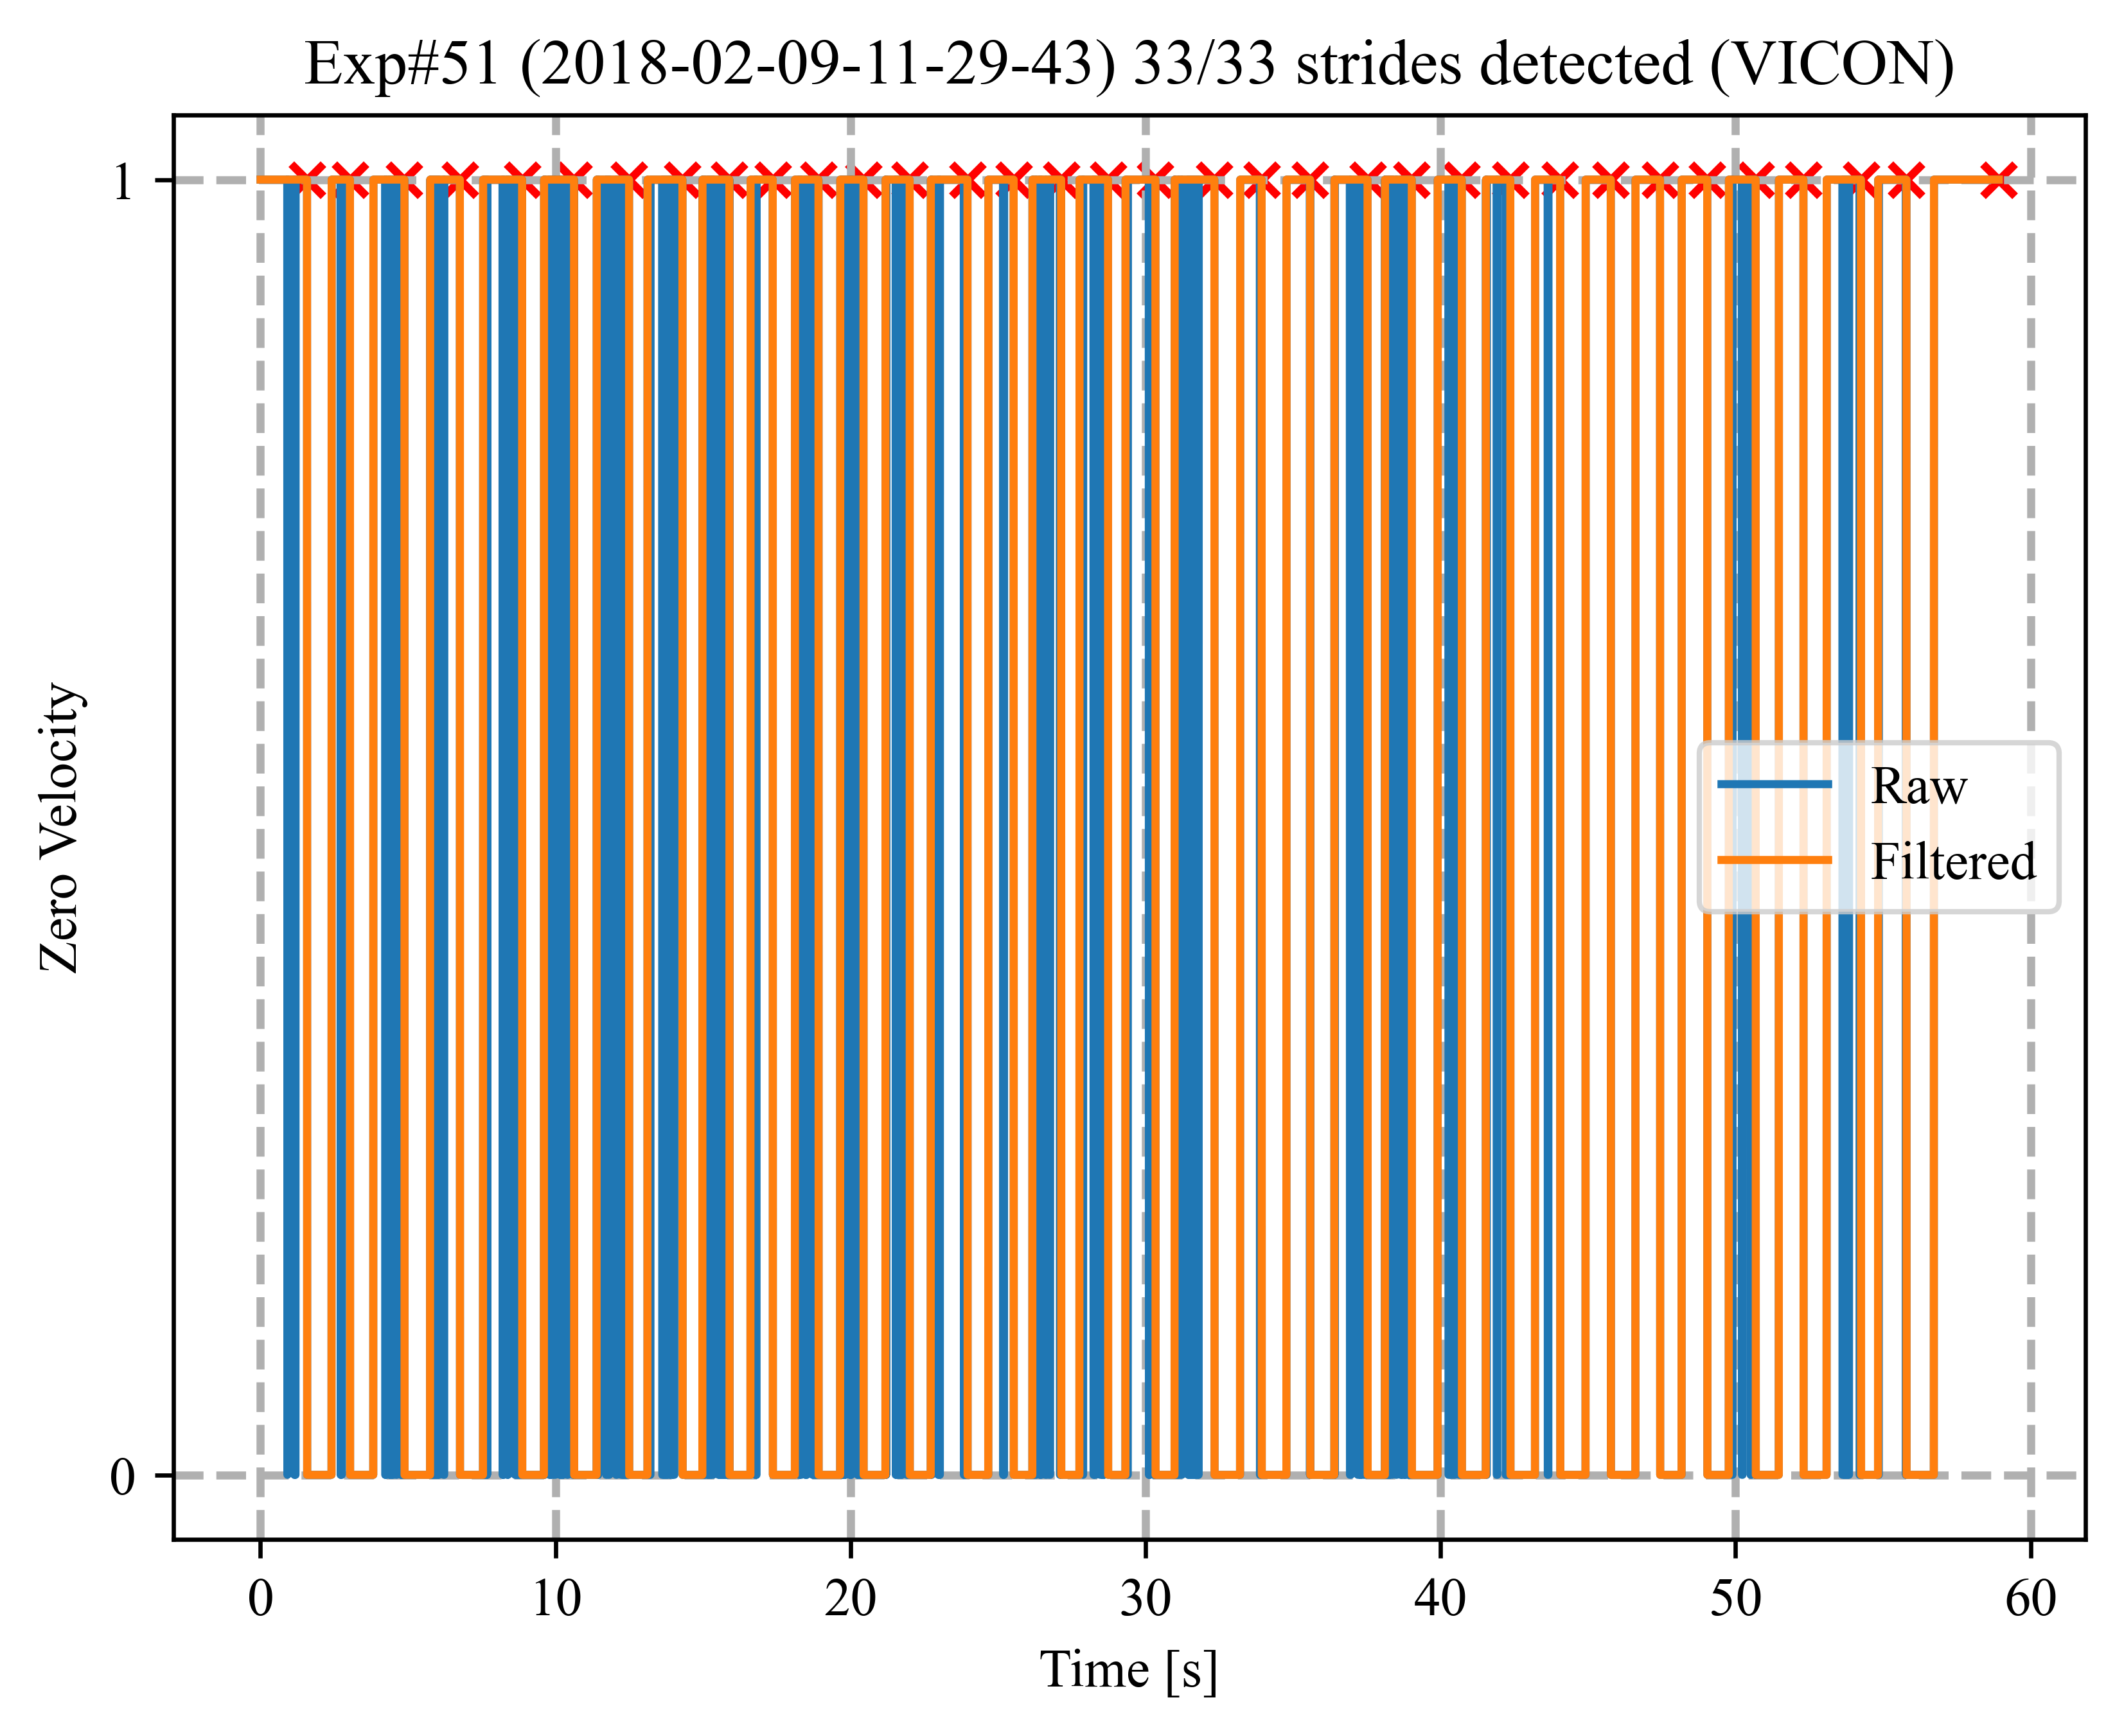 Exp#51 (2018-02-09-11-29-43) 33/33 strides detected (VICON)
1
Zero Velocity
Raw
Filtered
0
0 10 20 30 40 50 60
Time [s]